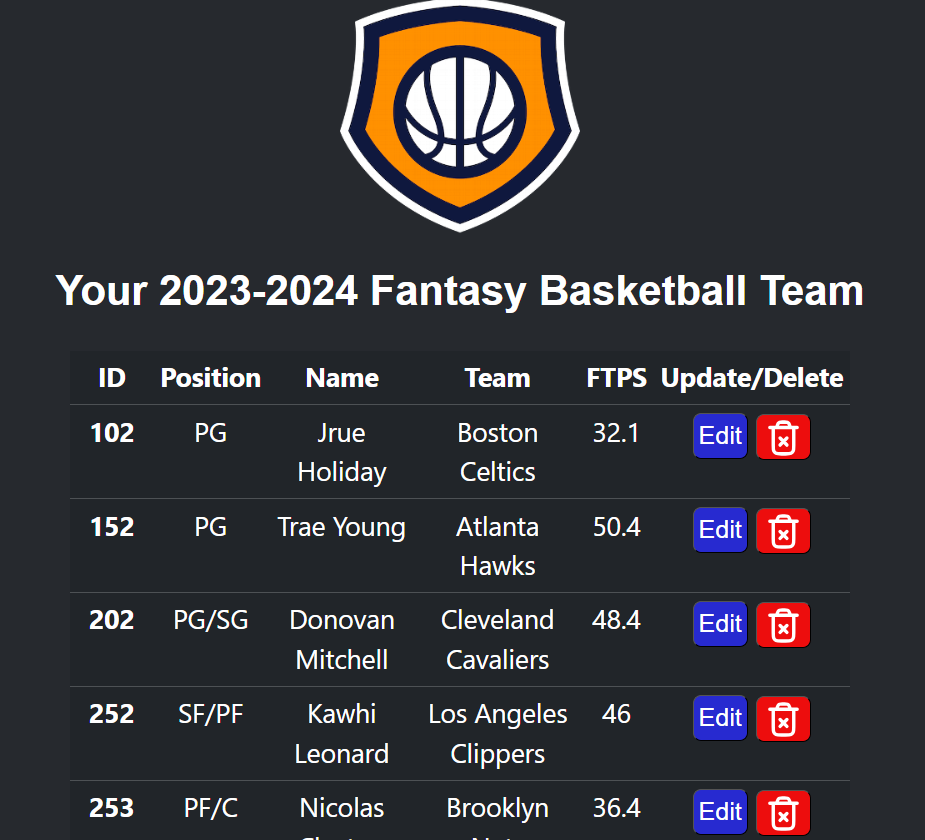 Your 2023-2024 Fantasy Basketball Team
ID Position Name Team FTPS Update/Delete
102 PG Jrue Boston 32.1 Edit
Holiday Celtics
152 PG Trae Young Atlanta 50.4 Edit
Hawks
202 PG/SG Donovan Cleveland 48.4 Edit
Mitchell Cavaliers
252 SF/PF Kawhi Los Angeles 46 Edit
Leonard Clippers
253 PF/C Nicolas Brooklyn 36.4 Edit